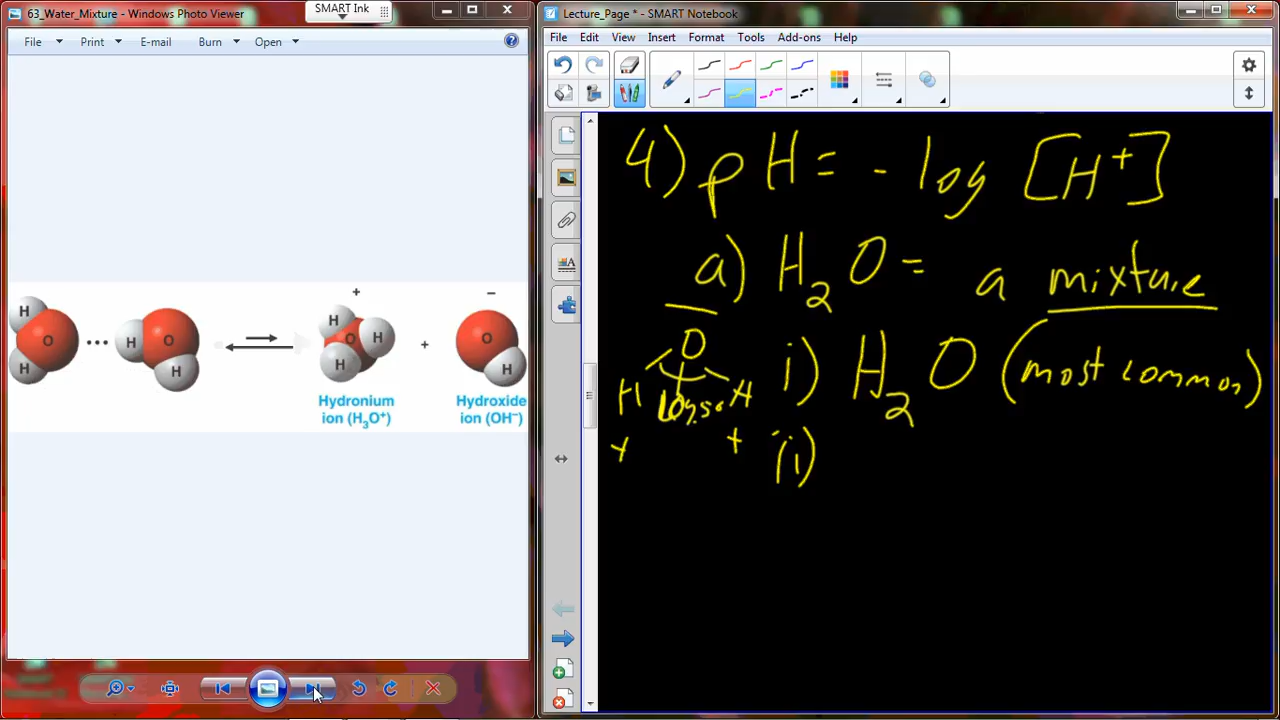 63_Water_Mixture - Windows Photo Viewer
SMART Ink
File Print E-mail Burn Open
H H O ... H O H
+ −
H O H H + O H
Hydronium ion (H₃O⁺)
Hydroxide ion (OH⁻)
Lecture_Page * - SMART Notebook
File Edit View Insert Format Tools Add-ons Help
4) pH = - log [H⁺]
a) H₂O = a mixture
i) H₂O (most common)
O
H H
+ +
ii)